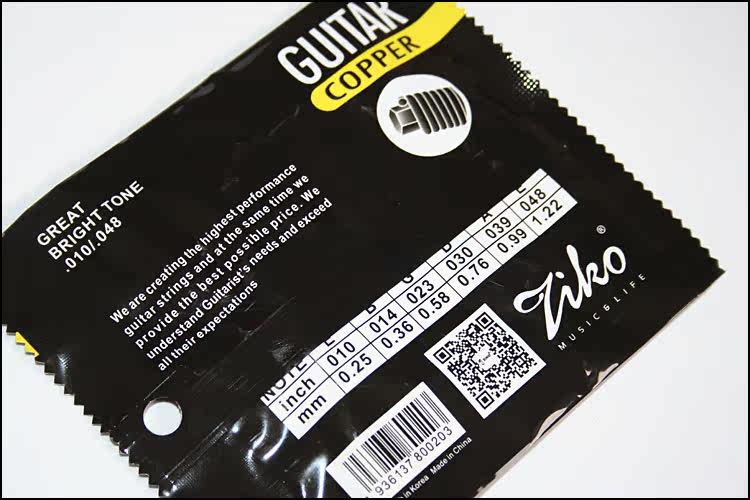 GUITAR
COPPER
GREAT
BRIGHT TONE
.010/.048
We are creating the highest performance
guitar strings and at the same time we
provide the best possible price. We
understand Guitarist's needs and exceed
all their expectations
NOTE E B G D A E
inch 010 014 023 030 039 048
mm 0.25 0.36 0.58 0.76 0.99 1.22
Ziko ®
MUSIC & LIFE
936137 800203
in Korea Made in China